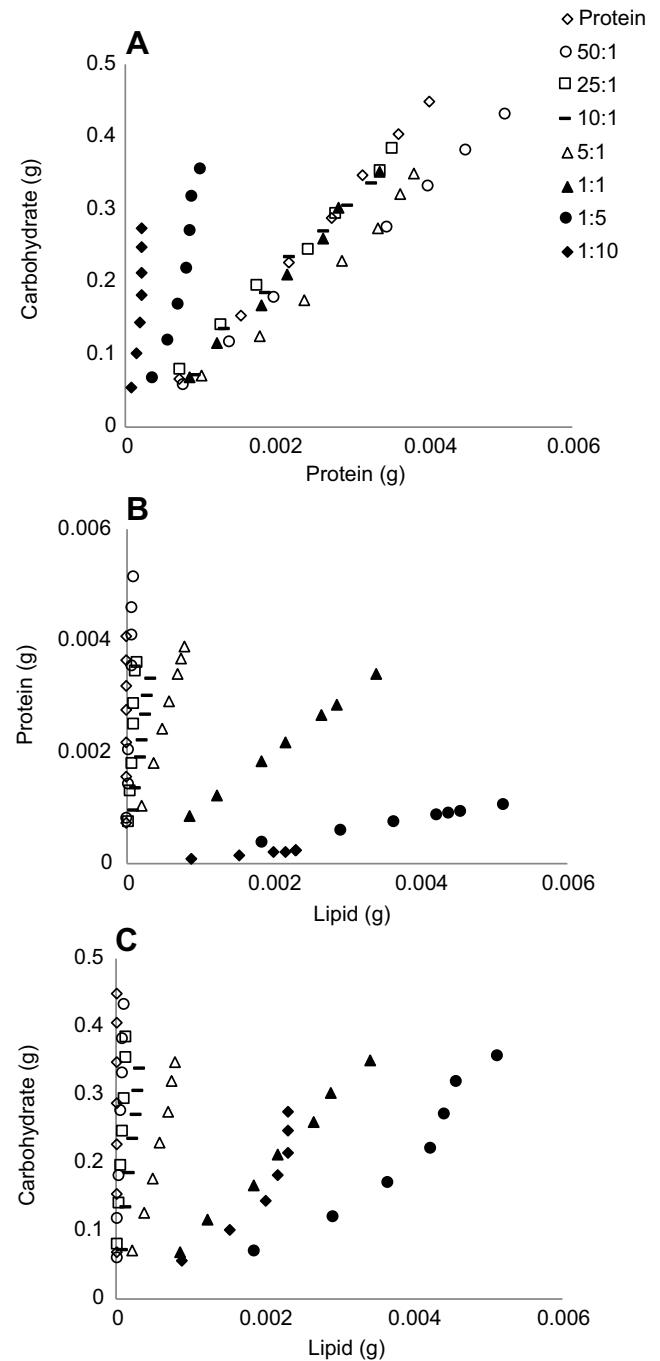 A
Protein
50:1
25:1
10:1
5:1
1:1
1:5
1:10
0.5
0.4
0.3
0.2
0.1
0
Carbohydrate (g)
0 0.002 0.004 0.006
Protein (g)
B
0.006
0.004
0.002
0
Protein (g)
0 0.002 0.004 0.006
Lipid (g)
C
0.5
0.4
0.3
0.2
0.1
0
Carbohydrate (g)
0 0.002 0.004 0.006
Lipid (g)